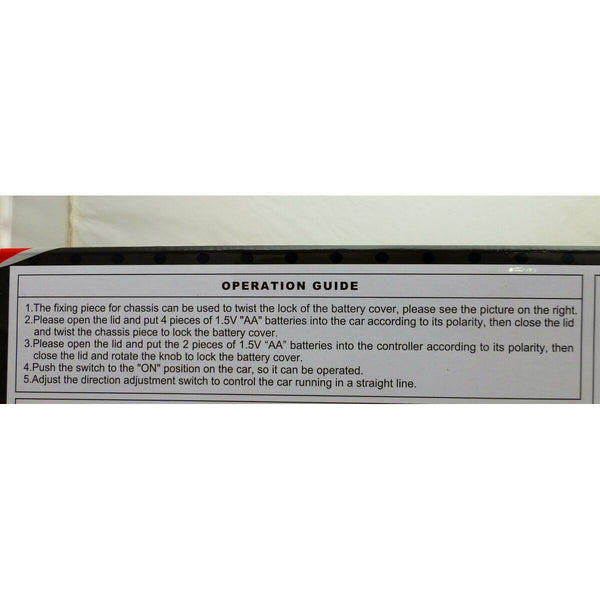 OPERATION GUIDE
1.The fixing piece for chassis can be used to twist the lock of the battery cover, please see the picture on the right.
2.Please open the lid and put 4 pieces of 1.5V "AA" batteries into the car according to its polarity, then close the lid
and twist the chassis piece to lock the battery cover.
3.Please open the lid and put the 2 pieces of 1.5V “AA” batteries into the controller according to its polarity, then
close the lid and rotate the knob to lock the battery cover.
4.Push the switch to the "ON" position on the car, so it can be operated.
5.Adjust the direction adjustment switch to control the car running in a straight line.